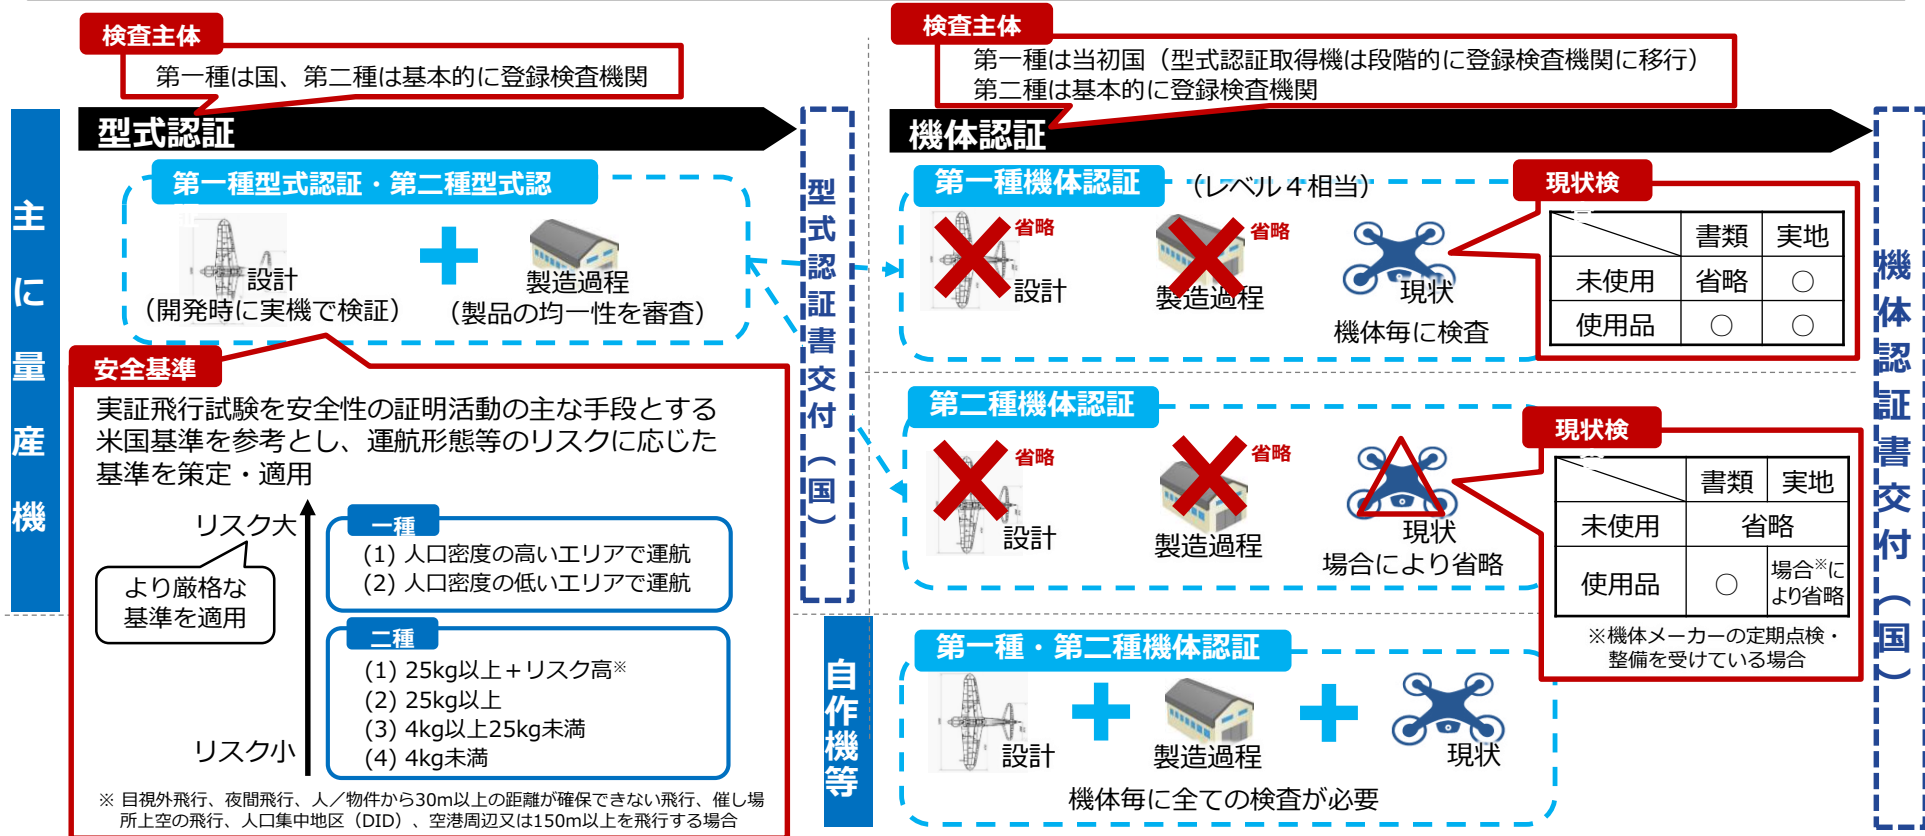 検査主体
第一種は国、第二種は基本的に登録検査機関
型式認証
主に量産機
第一種型式認証・第二種型式認
設計
(開発時に実機で検証)
製造過程
(製品の均一性を審査)
安全基準
実証飛行試験を安全性の証明活動の主な手段とする
米国基準を参考とし、運航形態等のリスクに応じた
基準を策定・適用
リスク大
より厳格な
基準を適用
リスク小
一種
(1) 人口密度の高いエリアで運航
(2) 人口密度の低いエリアで運航
二種
(1) 25kg以上+リスク高※
(2) 25kg以上
(3) 4kg以上25kg未満
(4) 4kg未満
※ 目視外飛行、夜間飛行、人/物件から30m以上の距離が確保できない飛行、催し場
所上空の飛行、人口集中地区(DID)、空港周辺又は150m以上を飛行する場合
型式認証書交付(国)
検査主体
第一種は当初国(型式認証取得機は段階的に登録検査機関に移行)
第二種は基本的に登録検査機関
機体認証
第一種機体認証
(レベル4相当)
省略
設計
省略
製造過程
現状
機体毎に検査
現状検
書類 実地
未使用 省略 ○
使用品 ○ ○
第二種機体認証
省略
設計
省略
製造過程
現状
場合により省略
現状検
書類 実地
未使用 省略
使用品 ○ 場合※に
より省略
※機体メーカーの定期点検・
整備を受けている場合
自作機等
第一種・第二種機体認証
設計
製造過程
現状
機体毎に全ての検査が必要
機体認証書交付(国)